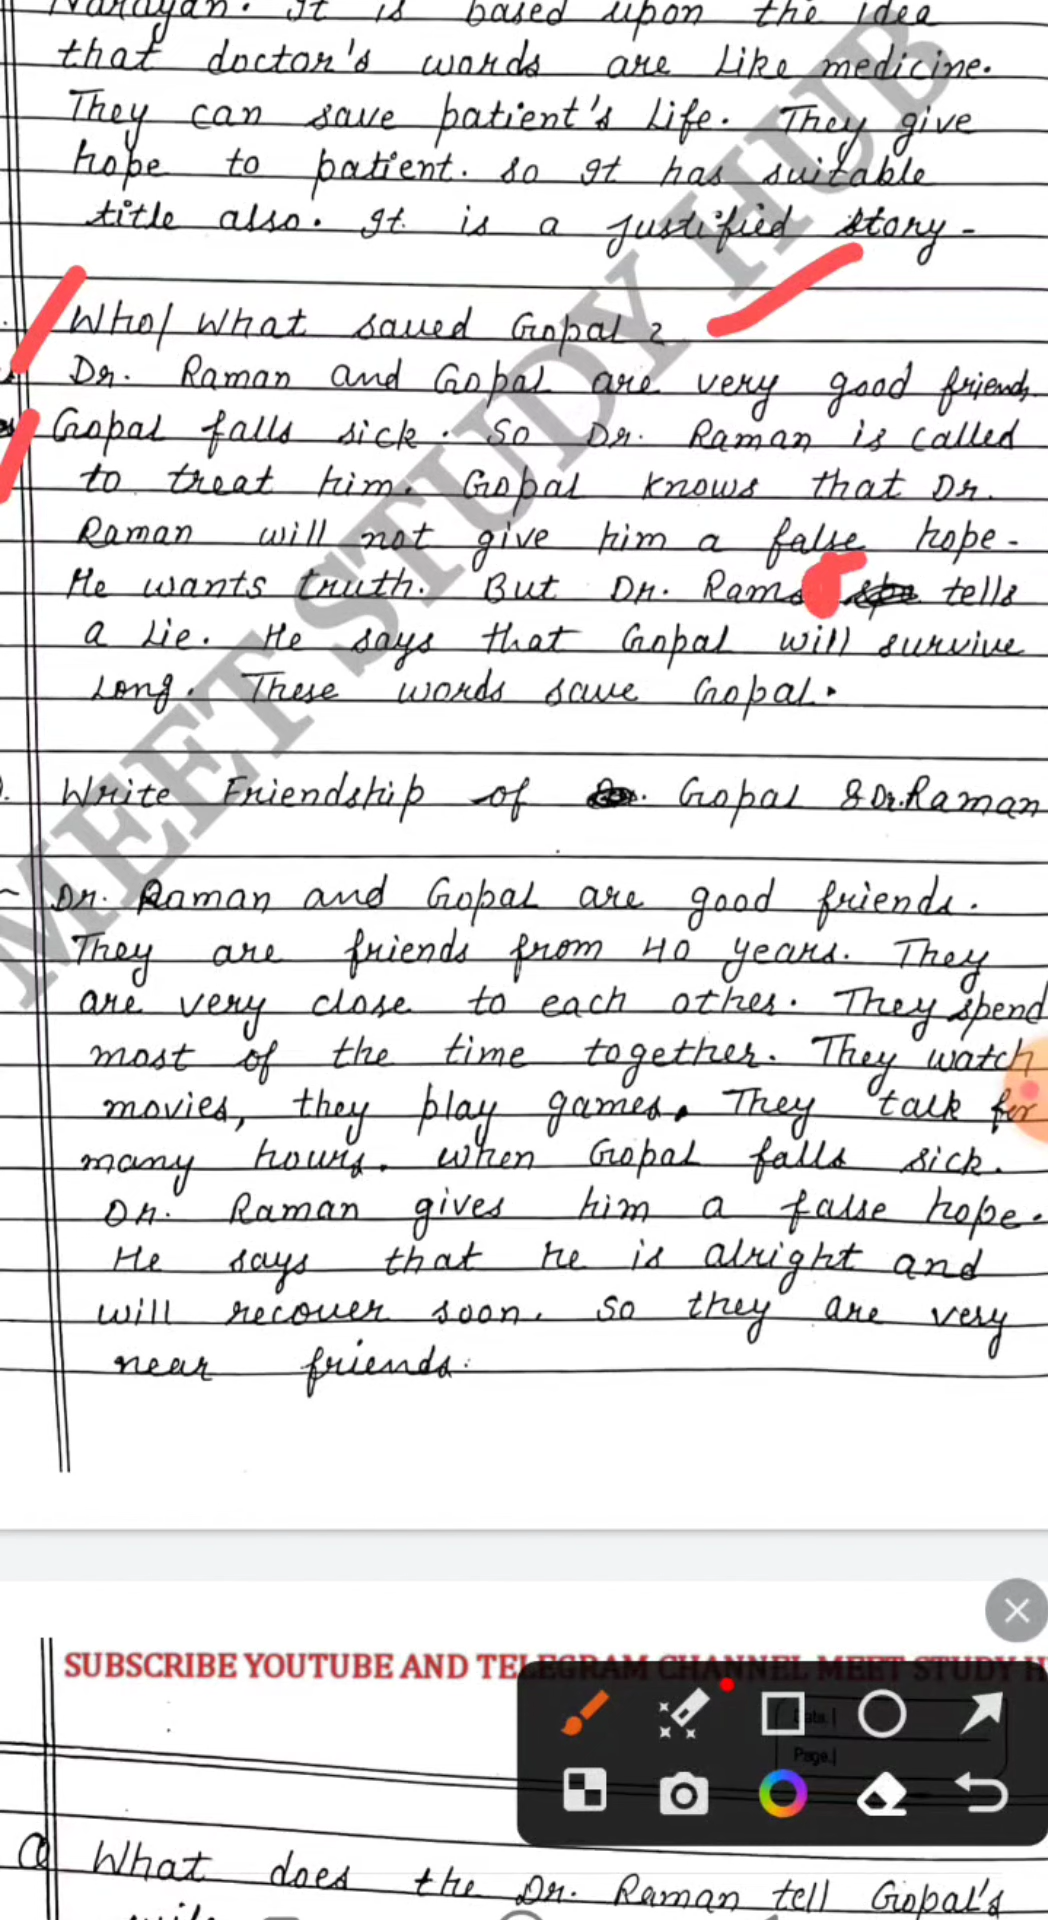 Narayan. It is based upon the idea
that doctor's words are like medicine.
They can save patient's life. They give
hope to patient. so It has suitable
title also. It is a justified story.
Who/ What saved Gopal?
Dr. Raman and Gopal are very good friends
Gopal falls sick. So Dr. Raman is called
to treat him. Gopal knows that Dr.
Raman will not give him a false hope.
He wants truth. But Dr. Ram tells
a lie. He says that Gopal will survive
long. These words save Gopal.
Write Friendship of Gopal & Dr. Raman
Dr. Raman and Gopal are good friends.
They are friends from 40 years. They
are very close to each other. They spend
most of the time together. They watch
movies, they play games. They talk for
many hours. When Gopal falls sick.
Dr. Raman gives him a false hope.
He says that he is alright and
will recover soon. So they are very
near friends.
MEET STUDY HUB
SUBSCRIBE YOUTUBE AND TELEGRAM CHANNEL MEET STUDY H
Date.
Page.
Q What does the Dr. Raman tell Gopal's